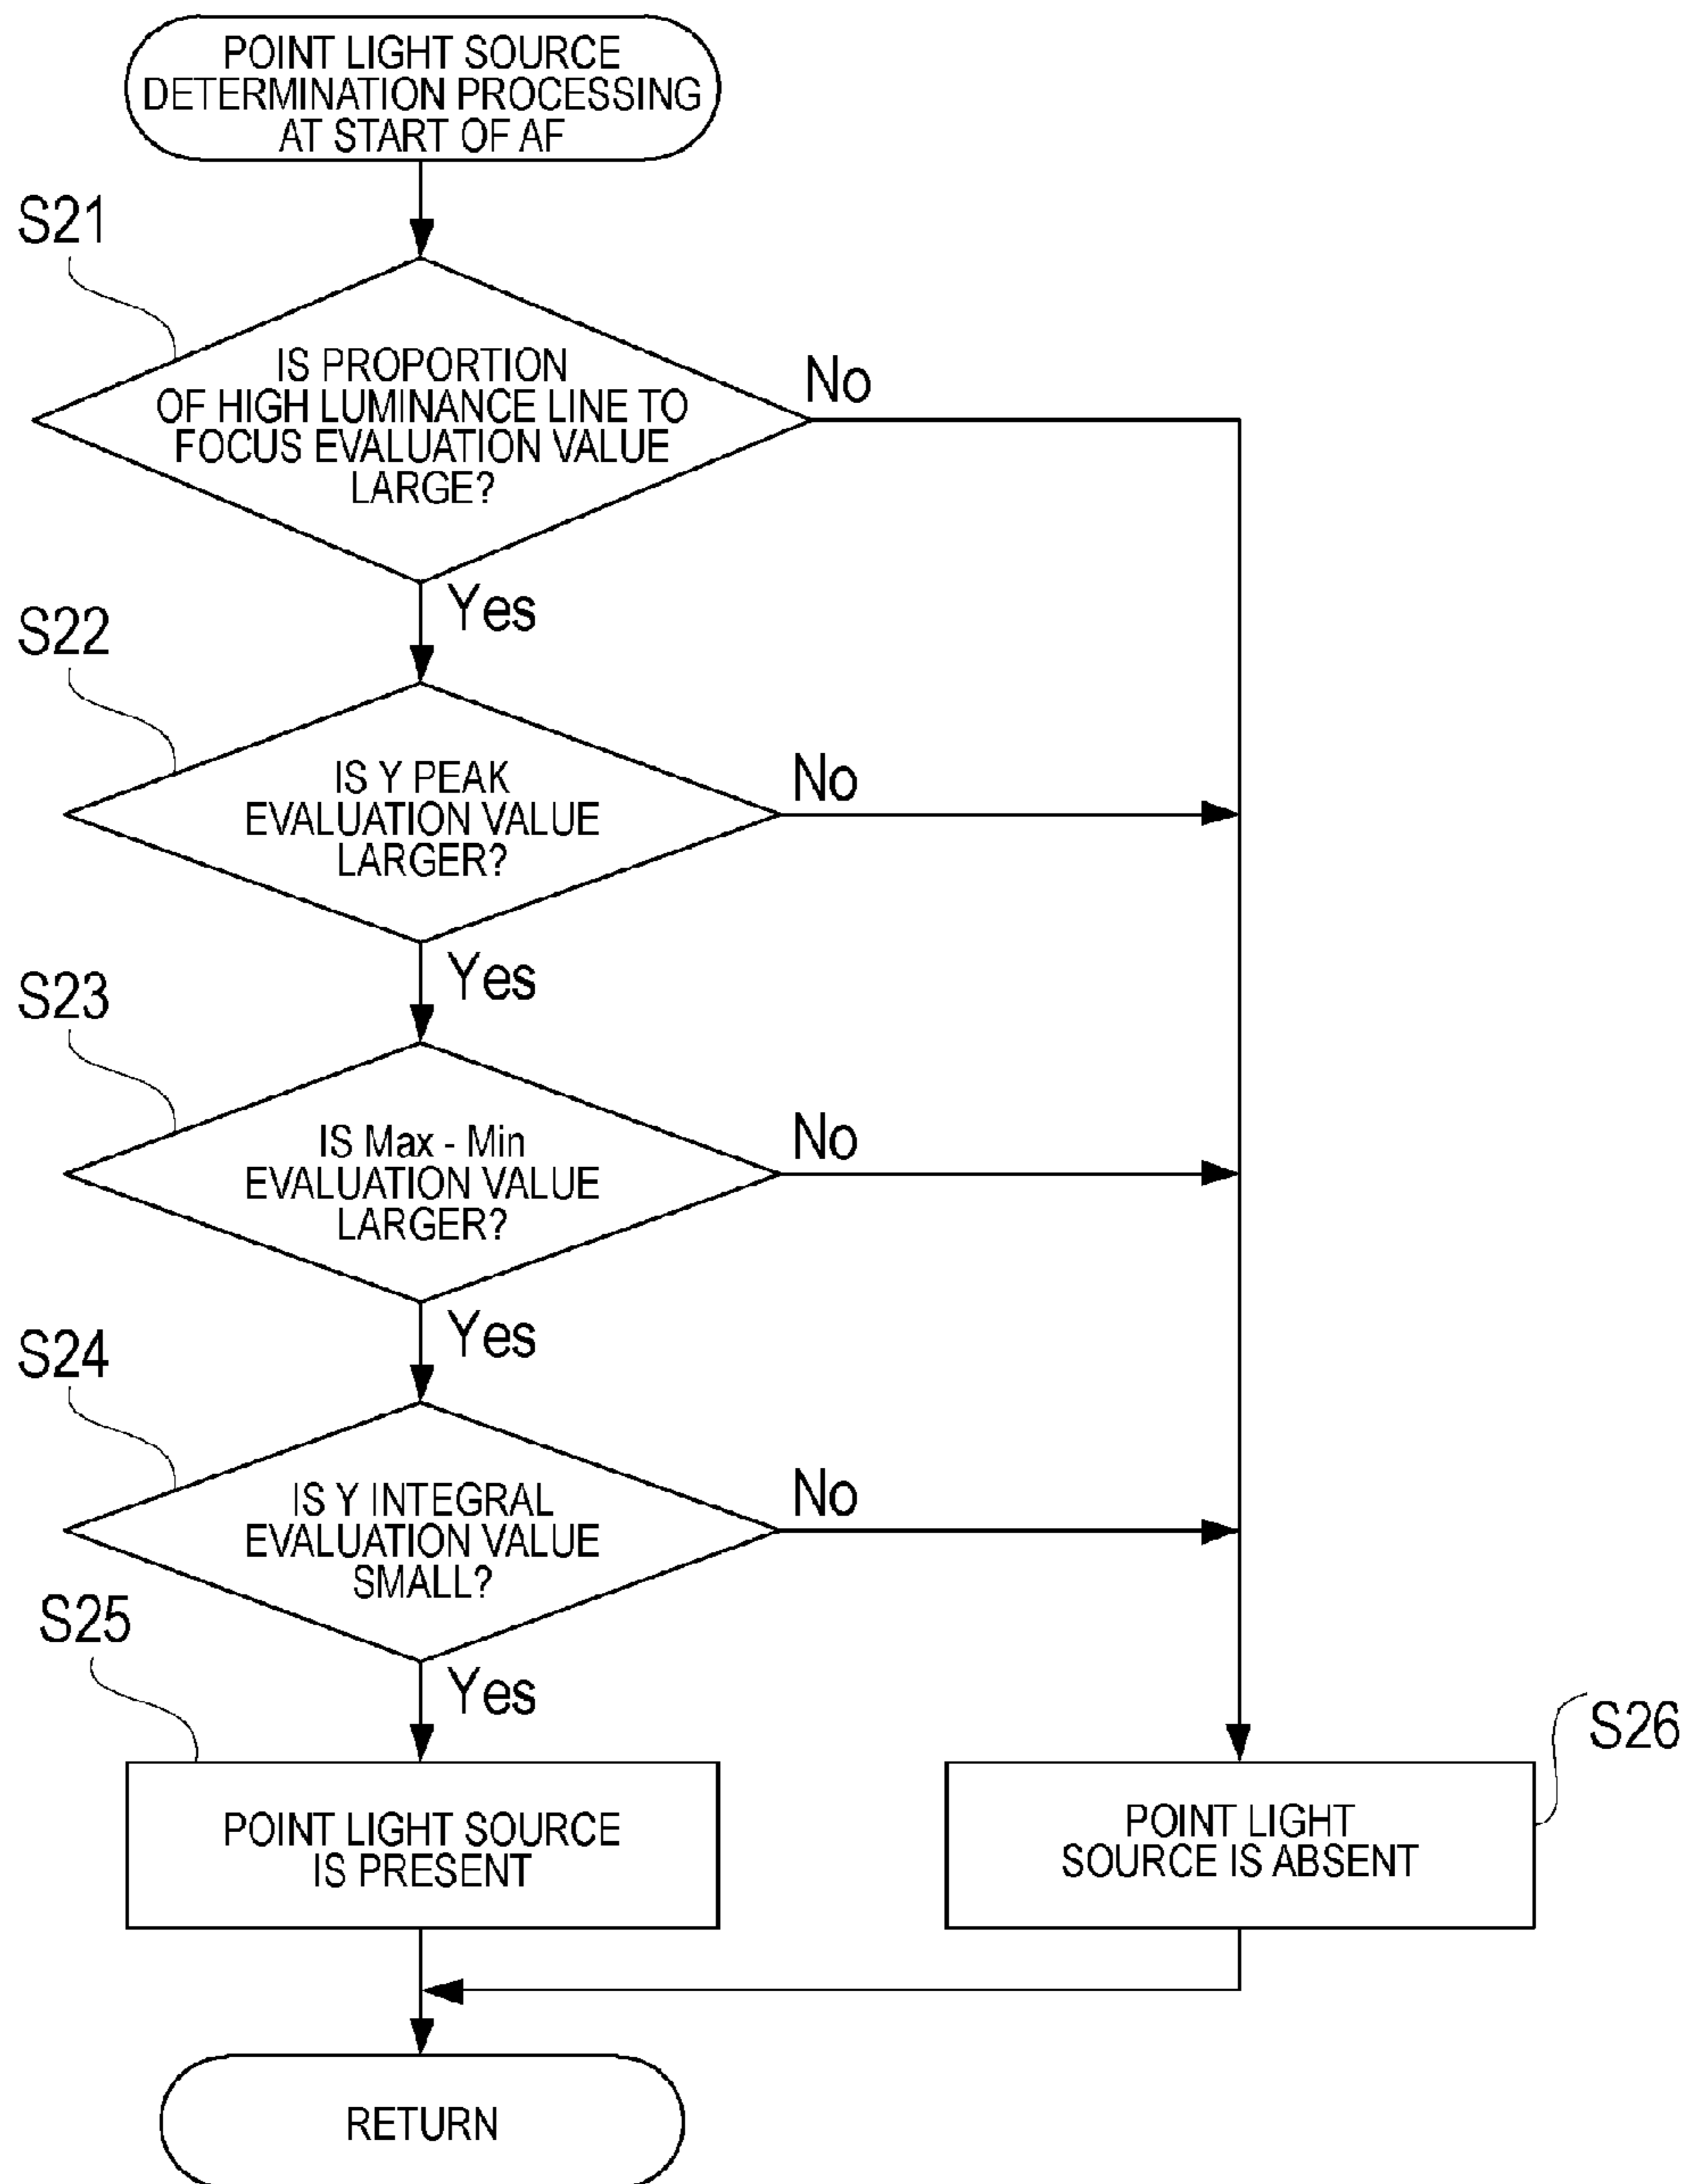 POINT LIGHT SOURCE
DETERMINATION PROCESSING
AT START OF AF
S21
IS PROPORTION
OF HIGH LUMINANCE LINE TO
FOCUS EVALUATION VALUE
LARGE?
No
Yes
S22
IS Y PEAK
EVALUATION VALUE
LARGER?
No
Yes
S23
IS Max - Min
EVALUATION VALUE
LARGER?
No
Yes
S24
IS Y INTEGRAL
EVALUATION VALUE
SMALL?
No
Yes
S25
POINT LIGHT SOURCE
IS PRESENT
S26
POINT LIGHT
SOURCE IS ABSENT
RETURN